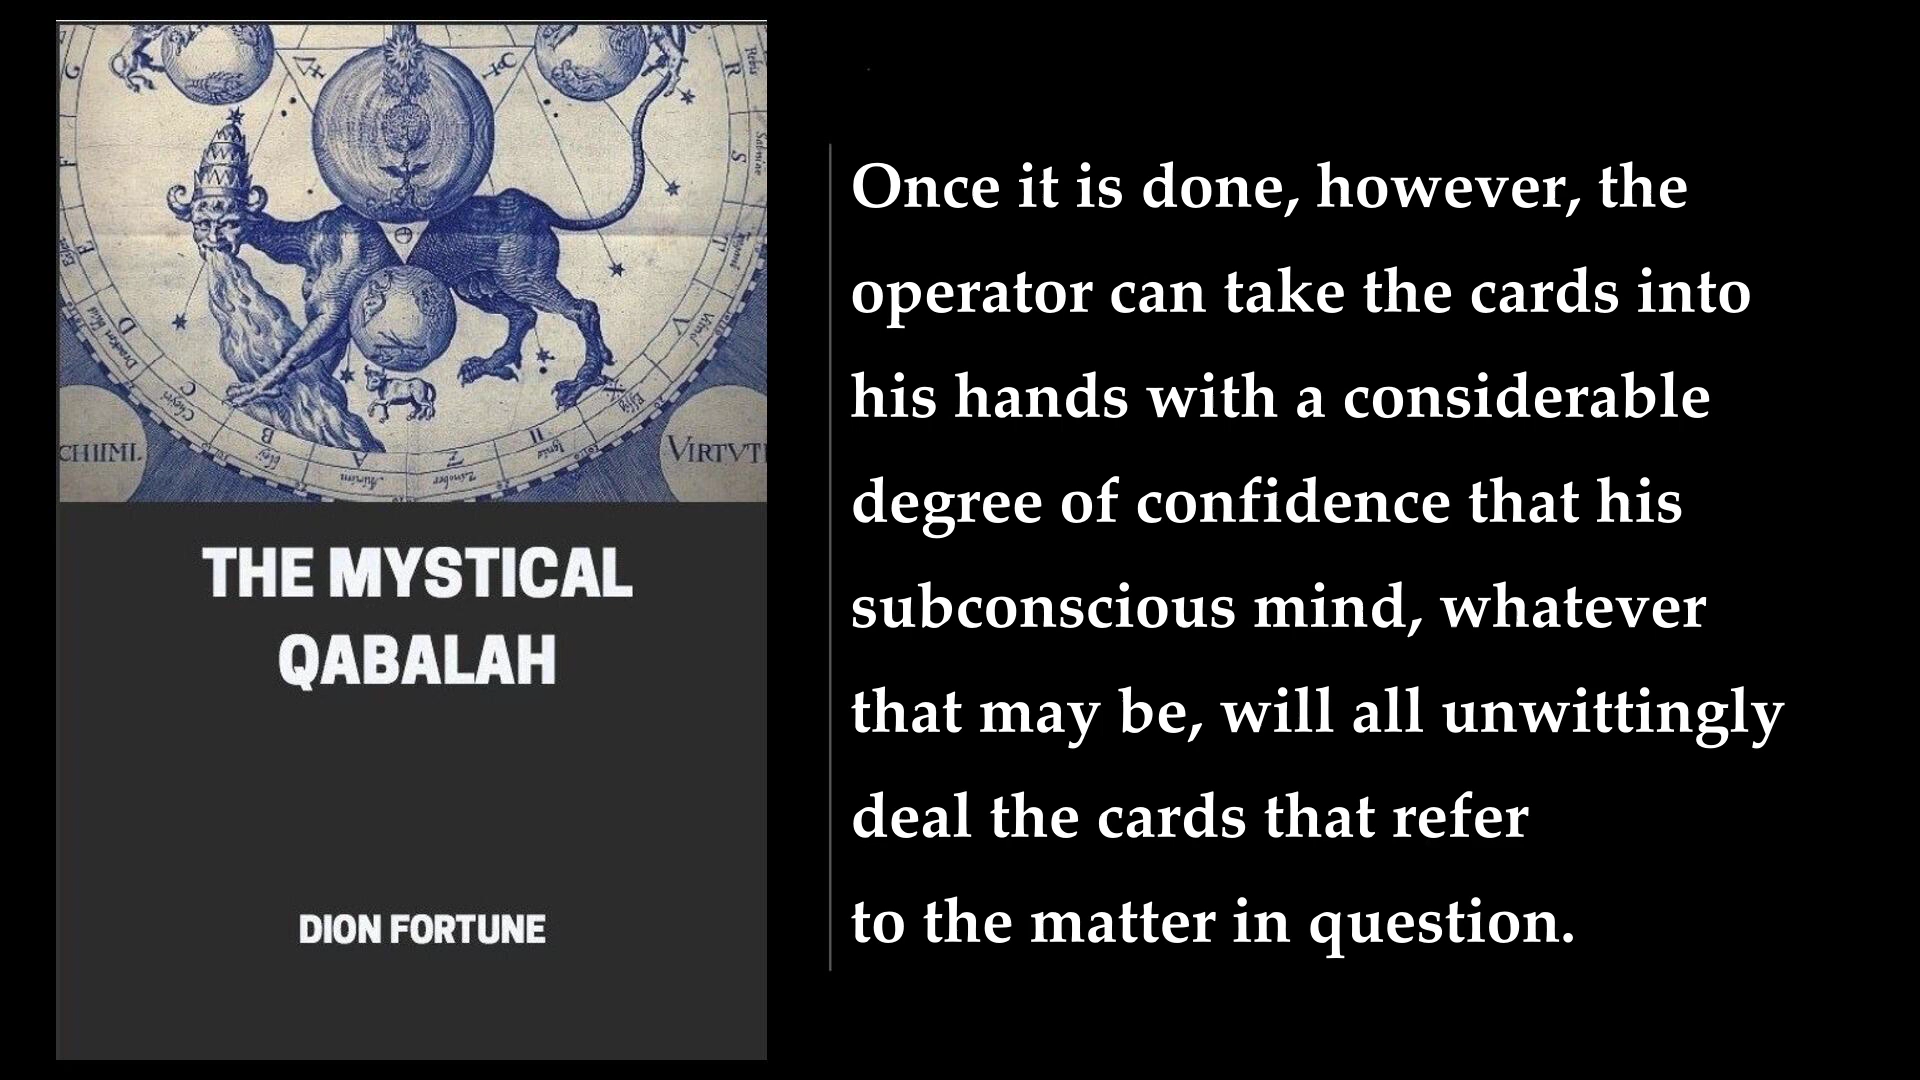 CHIIMI.
VIRTVTI
THE MYSTICAL
QABALAH
DION FORTUNE
Once it is done, however, the
operator can take the cards into
his hands with a considerable
degree of confidence that his
subconscious mind, whatever
that may be, will all unwittingly
deal the cards that refer
to the matter in question.